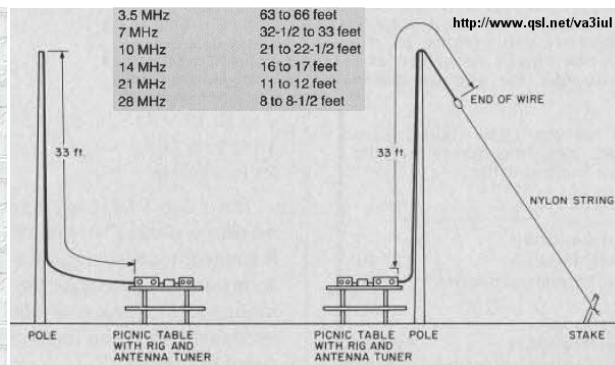 3.5 MHz 63 to 66 feet
7 MHz 32-1/2 to 33 feet
10 MHz 21 to 22-1/2 feet
14 MHz 16 to 17 feet
21 MHz 11 to 12 feet
28 MHz 8 to 8-1/2 feet
http://www.qsl.net/va3iul
END OF WIRE
33 ft.
33 ft.
NYLON STRING
POLE
PICNIC TABLE
WITH RIG AND
ANTENNA TUNER
PICNIC TABLE
WITH RIG AND
ANTENNA TUNER
POLE
STAKE